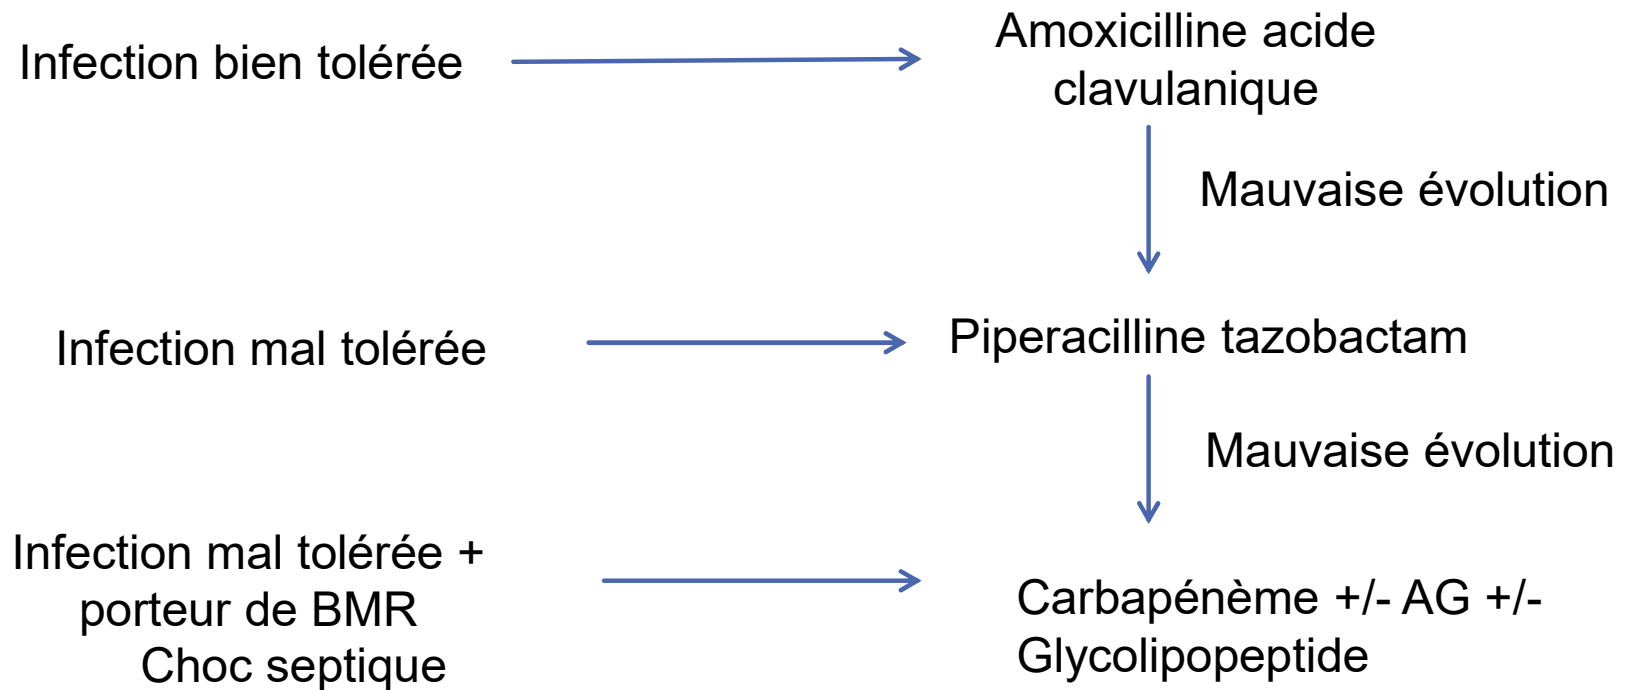 Infection bien tolérée
Amoxicilline acide
clavulanique
Mauvaise évolution
Infection mal tolérée
Piperacilline tazobactam
Mauvaise évolution
Infection mal tolérée +
porteur de BMR
Choc septique
Carbapénème +/- AG +/-
Glycolipopeptide